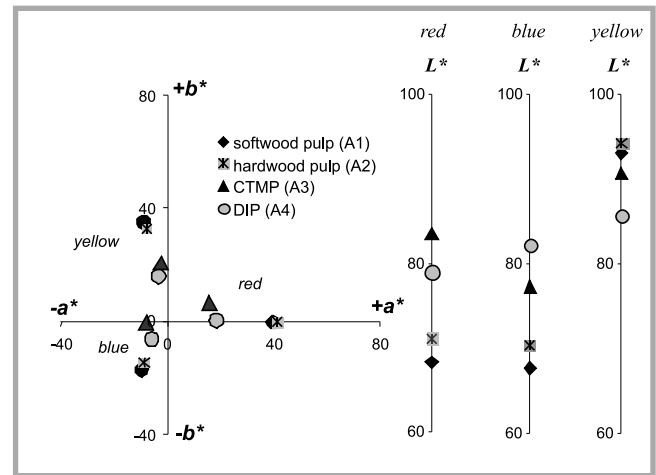 red blue yellow
L* L* L*
+b*
80
100 100 100
softwood pulp (A1)
hardwood pulp (A2)
CTMP (A3)
DIP (A4)
40
yellow
red
80 80 80
-a*
0
+a*
-40 0 40 80
blue
-40
-b*
60 60 60